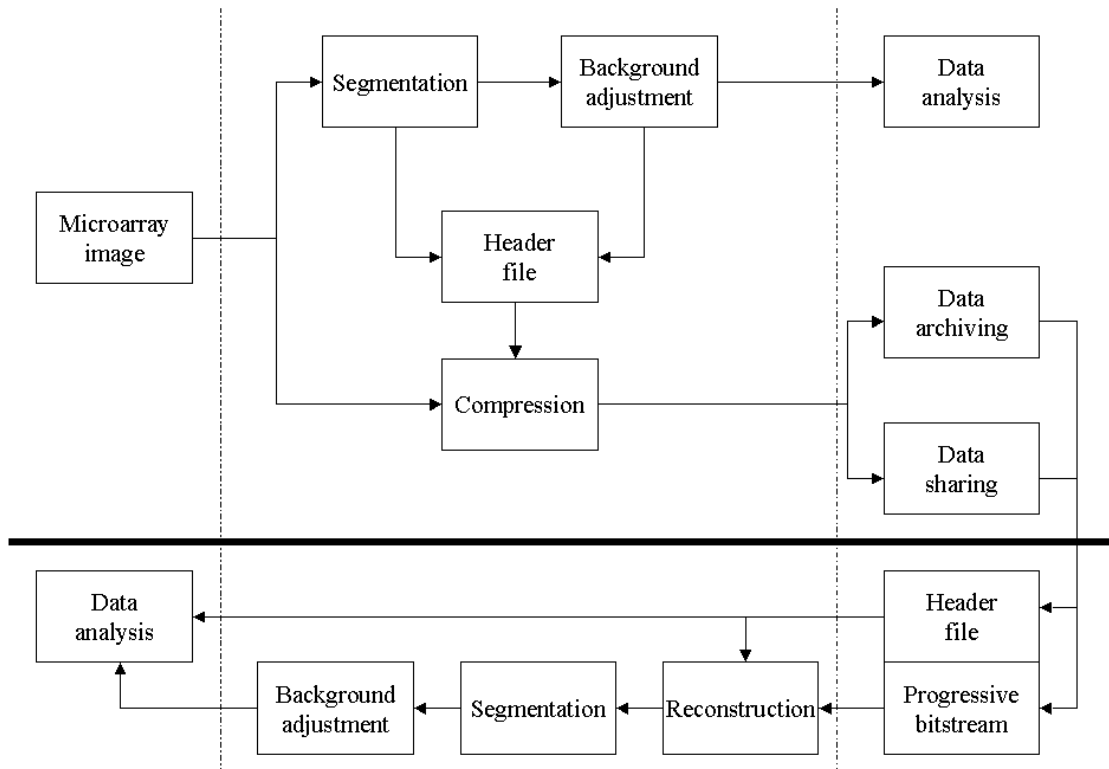 Segmentation
Background
adjustment
Data
analysis
Microarray
image
Header
file
Data
archiving
Compression
Data
sharing
Data
analysis
Header
file
Background
adjustment
Segmentation
Reconstruction
Progressive
bitstream